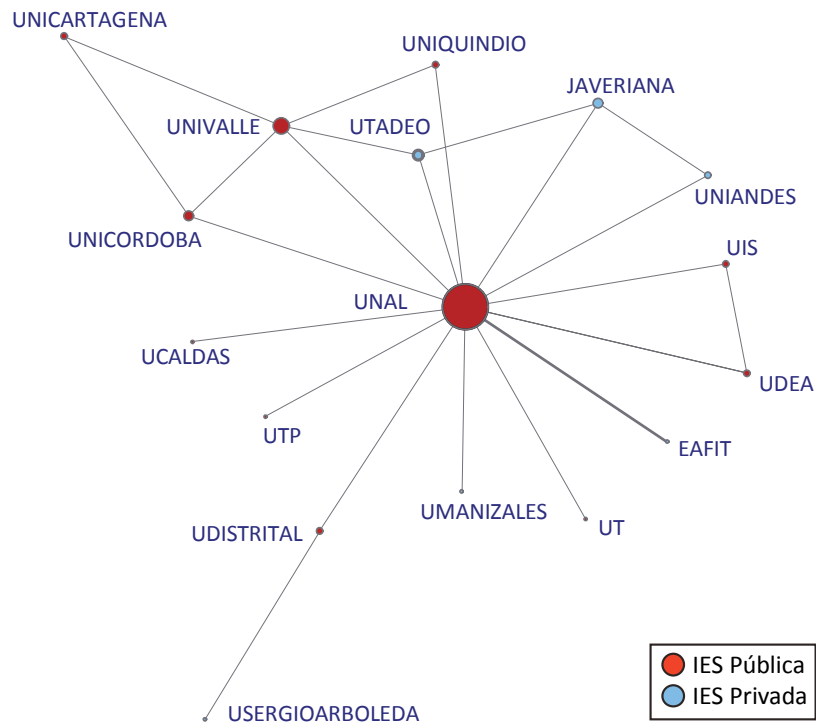 UNICARTAGENA
UNIQUINDIO
JAVERIANA
UNIVALLE
UTADEO
UNIANDES
UNICORDOBA
UIS
UNAL
UCALDAS
UDEA
UTP
EAFIT
UMANIZALES
UT
UDISTRITAL
IES Pública
IES Privada
USERGIOARBOLEDA